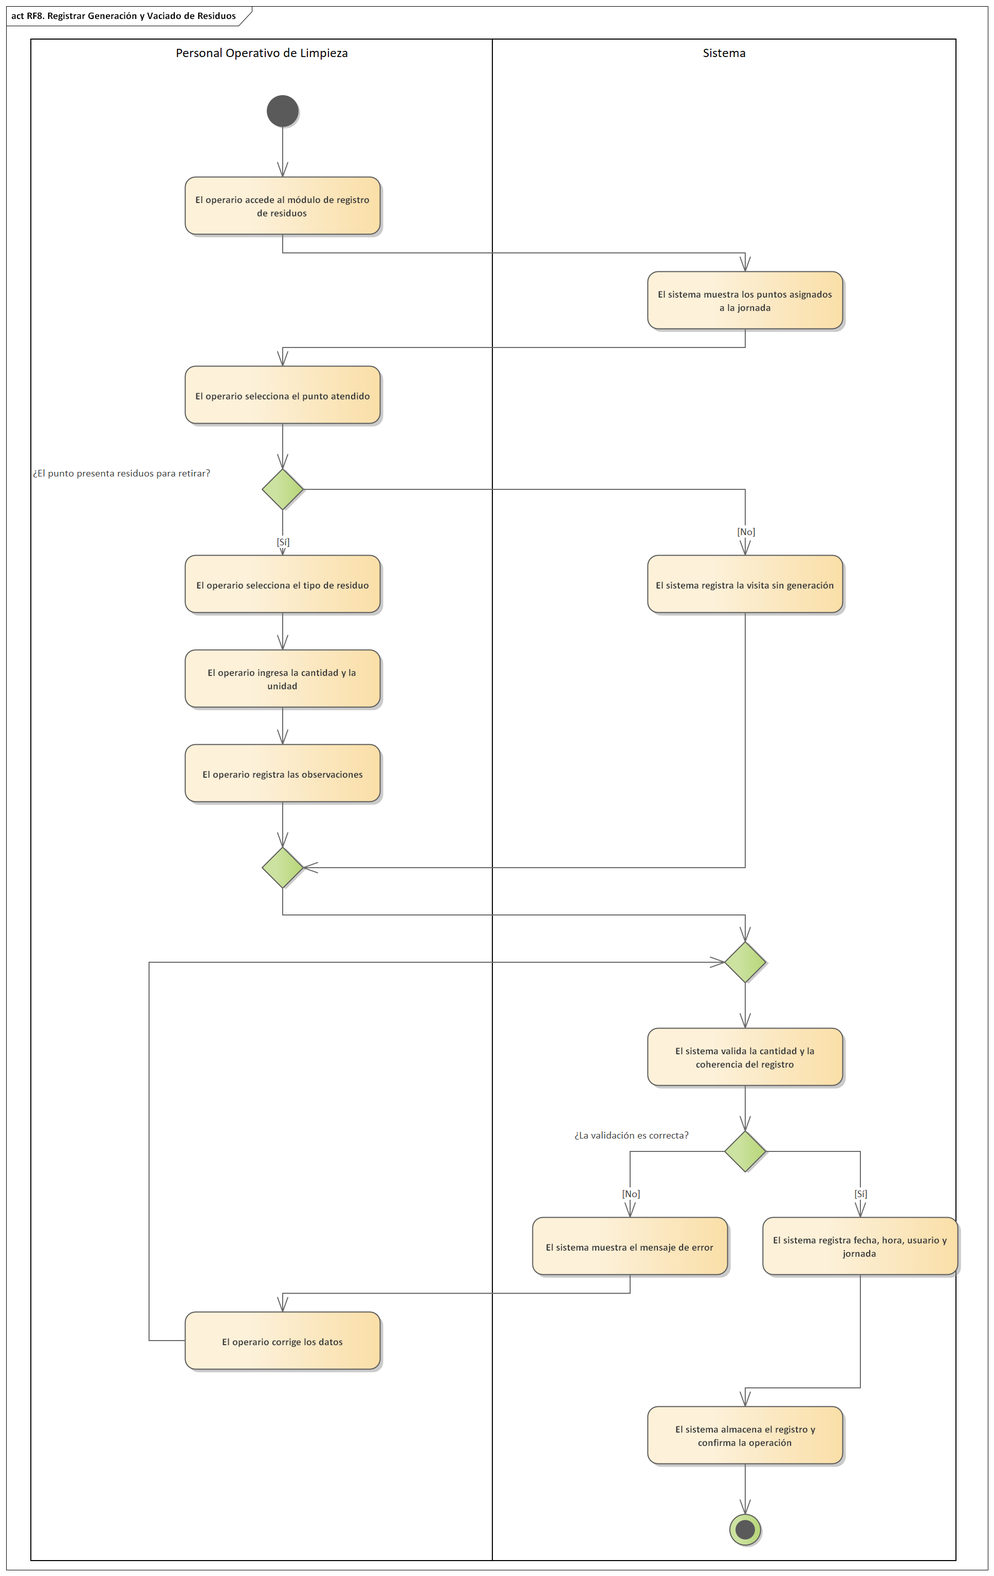 act RF8. Registrar Generación y Vaciado de Residuos
Personal Operativo de Limpieza
Sistema
El operario accede al módulo de registro
de residuos
El sistema muestra los puntos asignados
a la jornada
El operario selecciona el punto atendido
¿El punto presenta residuos para retirar?
[No]
[Sí]
El operario selecciona el tipo de residuo
El sistema registra la visita sin generación
El operario ingresa la cantidad y la
unidad
El operario registra las observaciones
El sistema valida la cantidad y la
coherencia del registro
¿La validación es correcta?
[No]
[Sí]
El sistema muestra el mensaje de error
El sistema registra fecha, hora, usuario y
jornada
El operario corrige los datos
El sistema almacena el registro y
confirma la operación